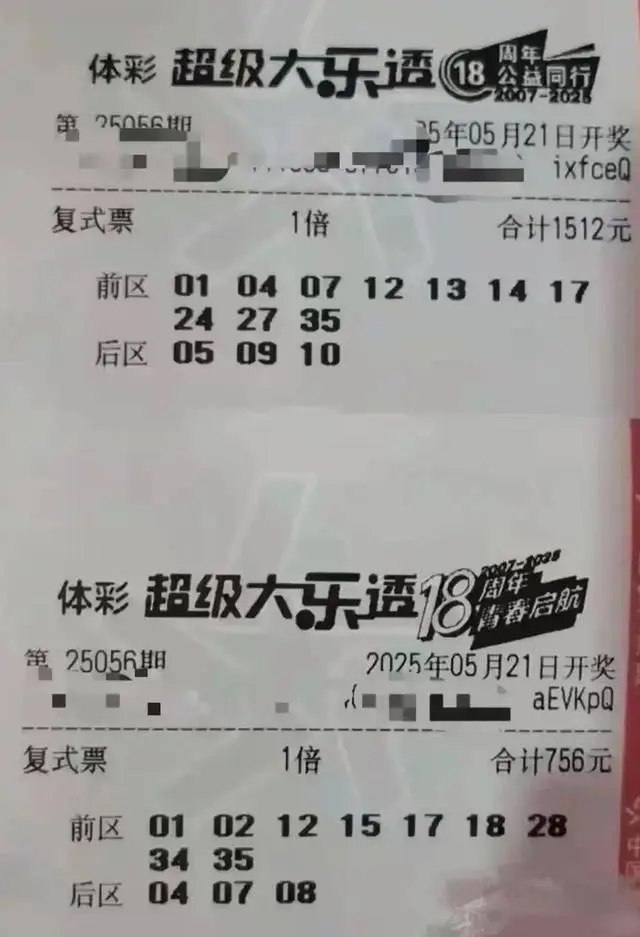 体彩 超级大乐透 18 周年 公益同行 2007-2025
第 25056期 25年05月21日开奖
ixfceQ
复式票 1倍 合计1512元
前区 01 04 07 12 13 14 17
24 27 35
后区 05 09 10
体彩 超级大乐透 18 2007-2025 周年 青春启航
第 25056期 2025年05月21日开奖
aEVKpQ
复式票 1倍 合计756元
前区 01 02 12 15 17 18 28
34 35
后区 04 07 08